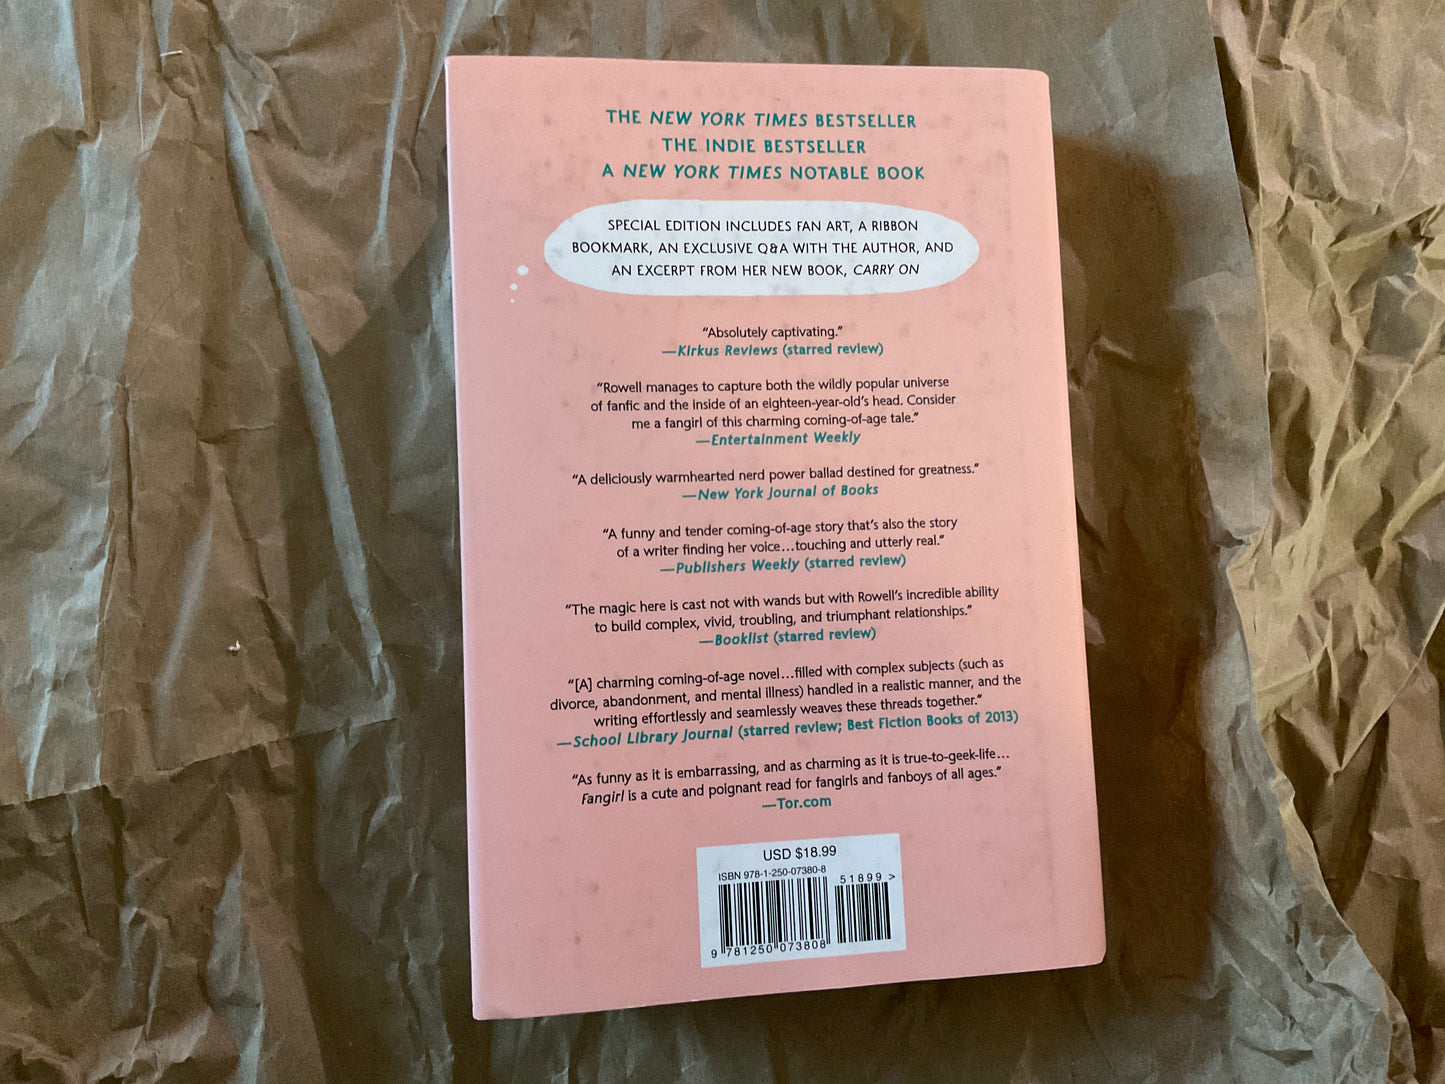 THE NEW YORK TIMES BESTSELLER
THE INDIE BESTSELLER
A NEW YORK TIMES NOTABLE BOOK
SPECIAL EDITION INCLUDES FAN ART, A RIBBON
BOOKMARK, AN EXCLUSIVE Q&A WITH THE AUTHOR, AND
AN EXCERPT FROM HER NEW BOOK, CARRY ON
“Absolutely captivating.”
—Kirkus Reviews (starred review)
“Rowell manages to capture both the wildly popular universe
of fanfic and the inside of an eighteen-year-old’s head. Consider
me a fangirl of this charming coming-of-age tale.”
—Entertainment Weekly
“A deliciously warmhearted nerd power ballad destined for greatness.”
—New York Journal of Books
“A funny and tender coming-of-age story that’s also the story
of a writer finding her voice…touching and utterly real.”
—Publishers Weekly (starred review)
“The magic here is cast not with wands but with Rowell’s incredible ability
to build complex, vivid, troubling, and triumphant relationships.”
—Booklist (starred review)
“[A] charming coming-of-age novel…filled with complex subjects (such as
divorce, abandonment, and mental illness) handled in a realistic manner, and the
writing effortlessly and seamlessly weaves these threads together.”
—School Library Journal (starred review; Best Fiction Books of 2013)
“As funny as it is embarrassing, and as charming as it is true-to-geek-life…
Fangirl is a cute and poignant read for fangirls and fanboys of all ages.”
—Tor.com
USD $18.99
ISBN 978-1-250-07380-8
51899>
9 781250 073808